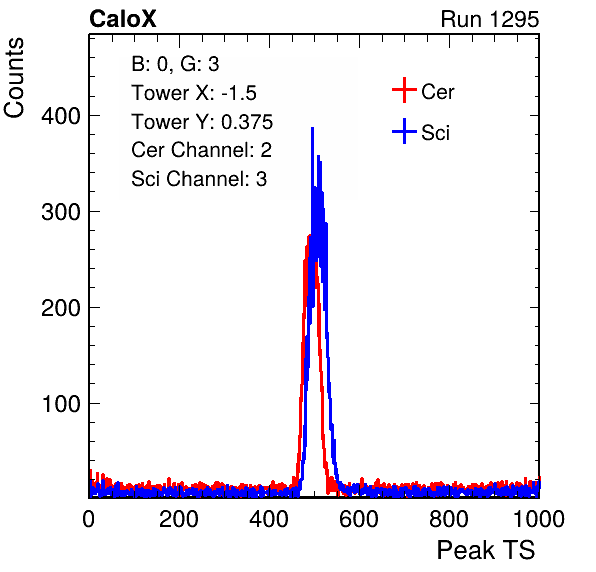 CaloX
Run 1295
Counts
B: 0, G: 3
Tower X: -1.5
Tower Y: 0.375
Cer Channel: 2
Sci Channel: 3
Cer
Sci
400
300
200
100
0 200 400 600 800 1000
Peak TS